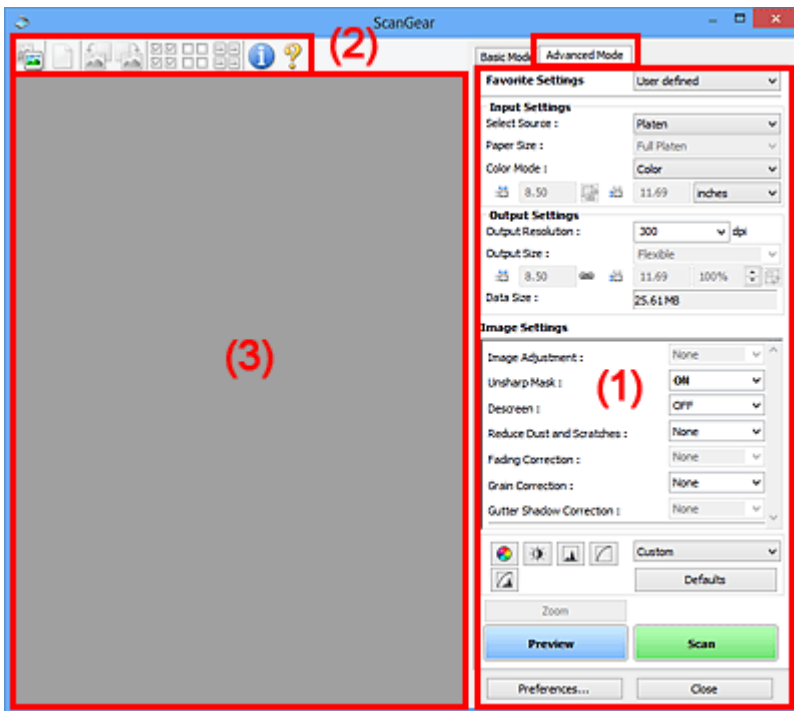 ScanGear
(2)
Basic Mode Advanced Mode
Favorite Settings User defined
Input Settings
Select Source : Platen
Paper Size : Full Platen
Color Mode : Color
8.50 11.69 inches
Output Settings
Output Resolution : 300 dpi
Output Size : Flexible
8.50 11.69 100%
Data Size : 25.61 MB
Image Settings
(3)
(1)
Image Adjustment : None
Unsharp Mask : ON
Descreen : OFF
Reduce Dust and Scratches : None
Fading Correction : None
Grain Correction : None
Gutter Shadow Correction : None
Custom
Defaults
Zoom
Preview Scan
Preferences... Close